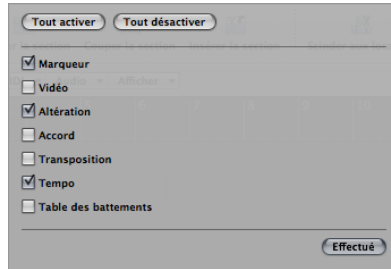 Tout activer Tout désactiver
Marqueur
Vidéo
Altération
Accord
Transposition
Tempo
Table des battements
Effectué